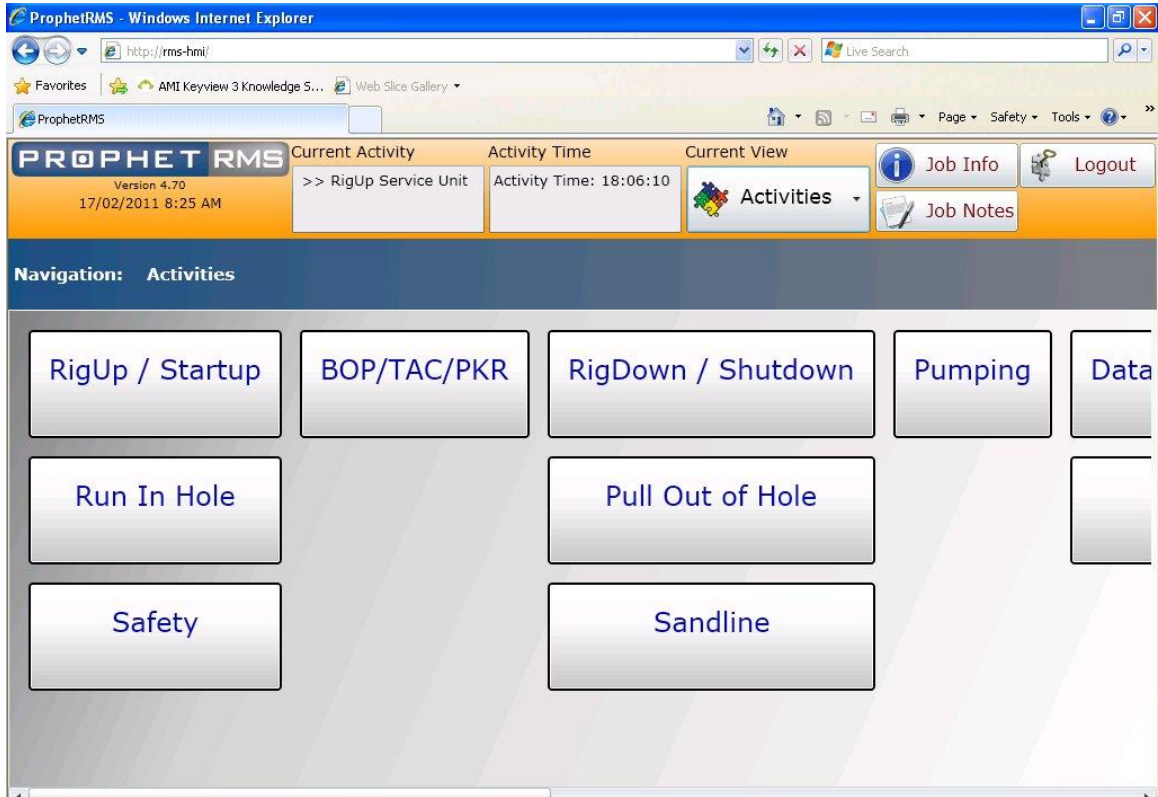 ProphetRMS - Windows Internet Explorer
http://rms-hmi/
Live Search
Favorites AMI Keyview 3 Knowledge S... Web Slice Gallery
ProphetRMS
Page Safety Tools »
PROPHET RMS
Version 4.70
17/02/2011 8:25 AM
Current Activity
>> RigUp Service Unit
Activity Time
Activity Time: 18:06:10
Current View
Activities
Job Info
Logout
Job Notes
Navigation: Activities
RigUp / Startup
BOP/TAC/PKR
RigDown / Shutdown
Pumping
Data
Run In Hole
Pull Out of Hole
Safety
Sandline